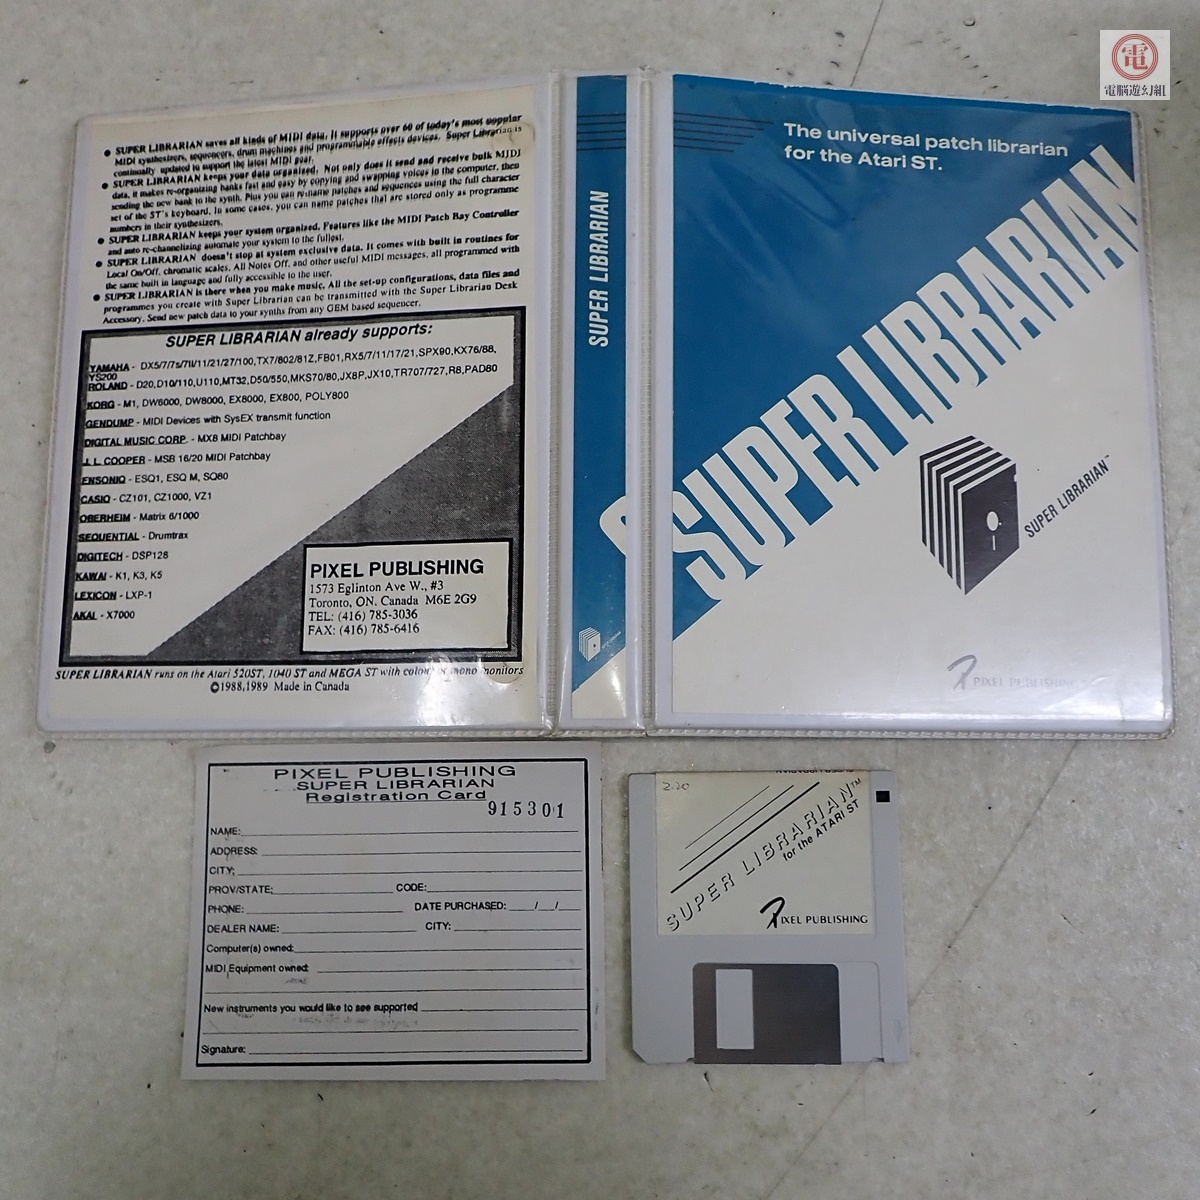 電
電脳遊幻組
● SUPER LIBRARIAN saves all kinds of MIDI data. It supports over 60 of today's most popular
MIDI synthesizers, sequencers, drum machines and programmable effects devices. Super Librarian is
continually updated to support the latest MIDI gear.
● SUPER LIBRARIAN keeps your data organized. Not only does it send and receive bulk MIDI
data, it makes re-organizing banks fast and easy by copying and swapping voices in the computer, then
sending the new bank to the synth. Plus you can re-name patches and sequences using the full character
set of the ST's keyboard. In some cases, you can name patches that are stored only as programme
numbers in their synthesizers.
● SUPER LIBRARIAN keeps your system organized. Features like the MIDI Patch Bay Controller
and auto re-channelizing automate your system to the fullest.
● SUPER LIBRARIAN doesn't stop at system exclusive data. It comes with built in routines for
Local On/Off, chromatic scales, All Notes Off, and other useful MIDI messages, all programmed with
the same built in language and fully accessible to the user.
● SUPER LIBRARIAN is there when you make music. All the set-up configurations, data files and
programmes you create with Super Librarian can be transmitted with the Super Librarian Desk
Accessory. Send new patch data to your synths from any GEM based sequencer.
SUPER LIBRARIAN already supports:
YAMAHA - DX5/7/7s/7II/11/21/27/100,TX7/802/81Z,FB01,RX5/7/11/17/21,SPX90,KX76/88,
YS200
ROLAND - D20,D10/110,U110,MT32,D50/550,MKS70/80,JX8P,JX10,TR707/727,R8,PAD80
KORG - M1, DW6000, DW8000, EX8000, EX800, POLY800
GENDUMP - MIDI Devices with SysEX transmit function
DIGITAL MUSIC CORP. - MX8 MIDI Patchbay
J.L. COOPER - MSB 16/20 MIDI Patchbay
ENSONIQ - ESQ1, ESQ M, SQ80
CASIO - CZ101, CZ1000, VZ1
OBERHEIM - Matrix 6/1000
SEQUENTIAL - Drumtrax
DIGITECH - DSP128
KAWAI - K1, K3, K5
LEXICON - LXP-1
AKAI - X7000
PIXEL PUBLISHING
1573 Eglinton Ave W., #3
Toronto, ON. Canada M6E 2G9
TEL: (416) 785-3036
FAX: (416) 785-6416
SUPER LIBRARIAN runs on the Atari 520ST, 1040 ST and MEGA ST with colour or mono monitors
©1988,1989 Made in Canada
SUPER LIBRARIAN
The universal patch librarian
for the Atari ST.
SUPER LIBRARIAN
SUPER LIBRARIAN™
PIXEL PUBLISHING
PIXEL PUBLISHING
SUPER LIBRARIAN
Registration Card
915301
NAME:
ADDRESS:
CITY:
PROV/STATE: CODE:
PHONE: DATE PURCHASED: / /
DEALER NAME: CITY:
Computer(s) owned:
MIDI Equipment owned:
New instruments you would like to see supported
Signature:
2.20
SUPER LIBRARIAN™
for the ATARI ST
PIXEL PUBLISHING